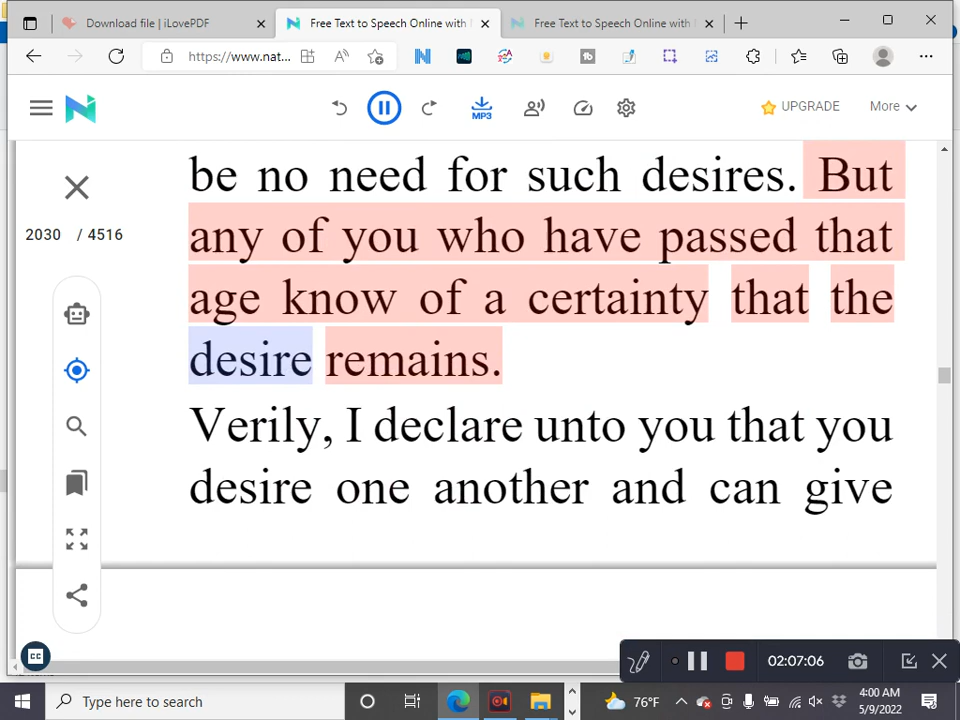 Download file | iLovePDF
Free Text to Speech Online with
Free Text to Speech Online with
https://www.nat...
MP3
UPGRADE
More
2030 / 4516
be no need for such desires. But
any of you who have passed that
age know of a certainty that the
desire remains.
Verily, I declare unto you that you
desire one another and can give
CC
02:07:06
Type here to search
76°F
4:00 AM
5/9/2022